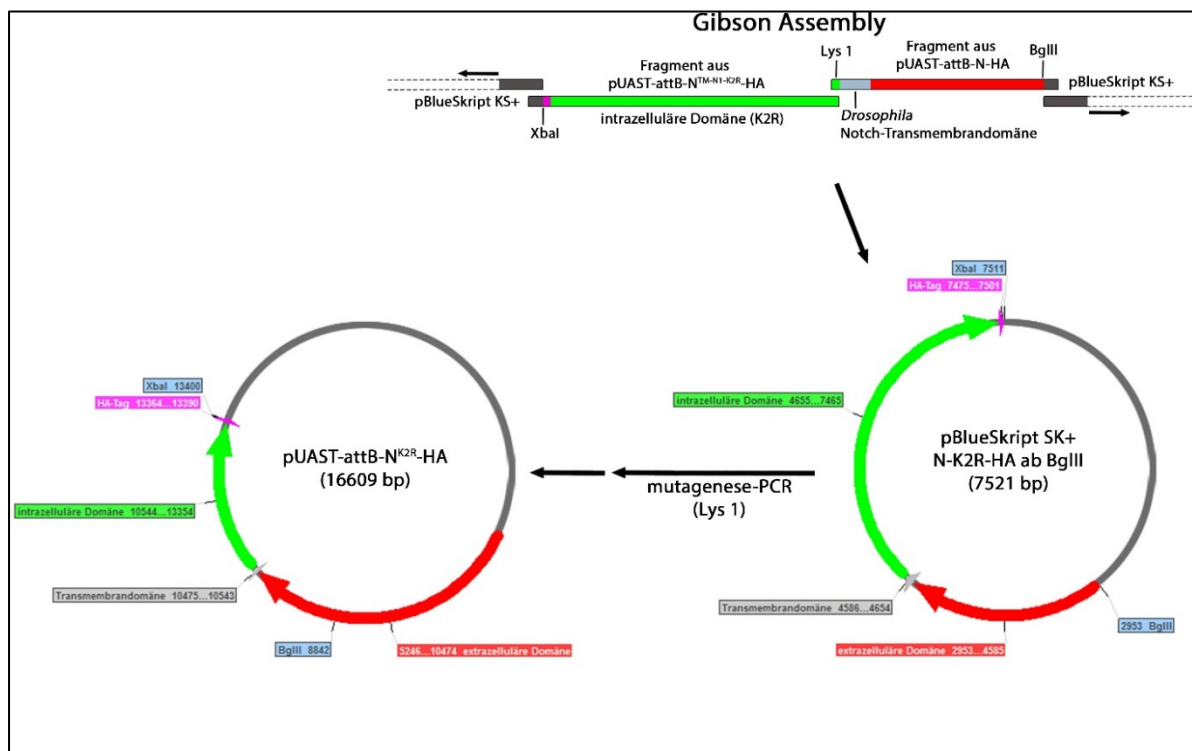 Gibson Assembly
Fragment aus
pUAST-attB-N^TM-N1-K2R-HA
Lys 1
Fragment aus
pUAST-attB-N-HA
BglII
pBlueSkript KS+
pBlueSkript KS+
XbaI
intrazelluläre Domäne (K2R)
Drosophila
Notch-Transmembrandomäne
XbaI 7511
HA-Tag 7475...7501
intrazelluläre Domäne 4655...7465
pBlueSkript SK+
N-K2R-HA ab BglII
(7521 bp)
Transmembrandomäne 4586...4654
2953 BglII
extrazelluläre Domäne 2953...4585
mutagenese-PCR
(Lys 1)
XbaI 13400
HA-Tag 13364...13390
pUAST-attB-N^K2R-HA
(16609 bp)
intrazelluläre Domäne 10544...13354
Transmembrandomäne 10475...10543
BglII 8842
5246...10474 extrazelluläre Domäne